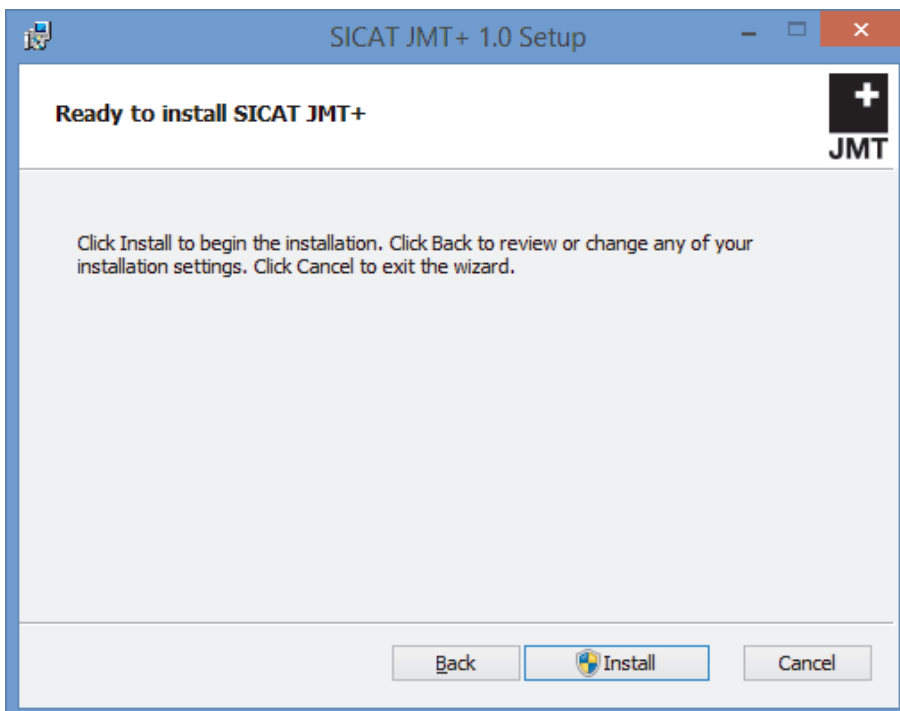 SICAT JMT+ 1.0 Setup
Ready to install SICAT JMT+
JMT
Click Install to begin the installation. Click Back to review or change any of your
installation settings. Click Cancel to exit the wizard.
Back
Install
Cancel